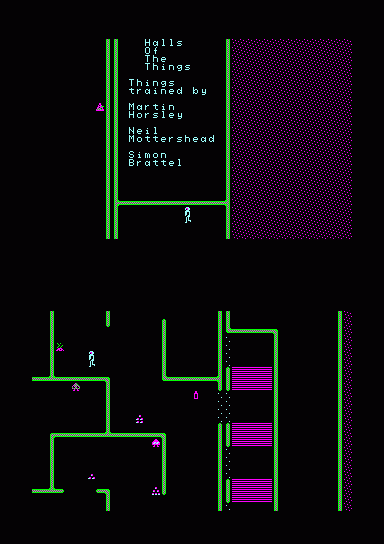 Halls
Of
The
Things
Things
trained by
Martin
Horsley
Neil
Mottershead
Simon
Brattel